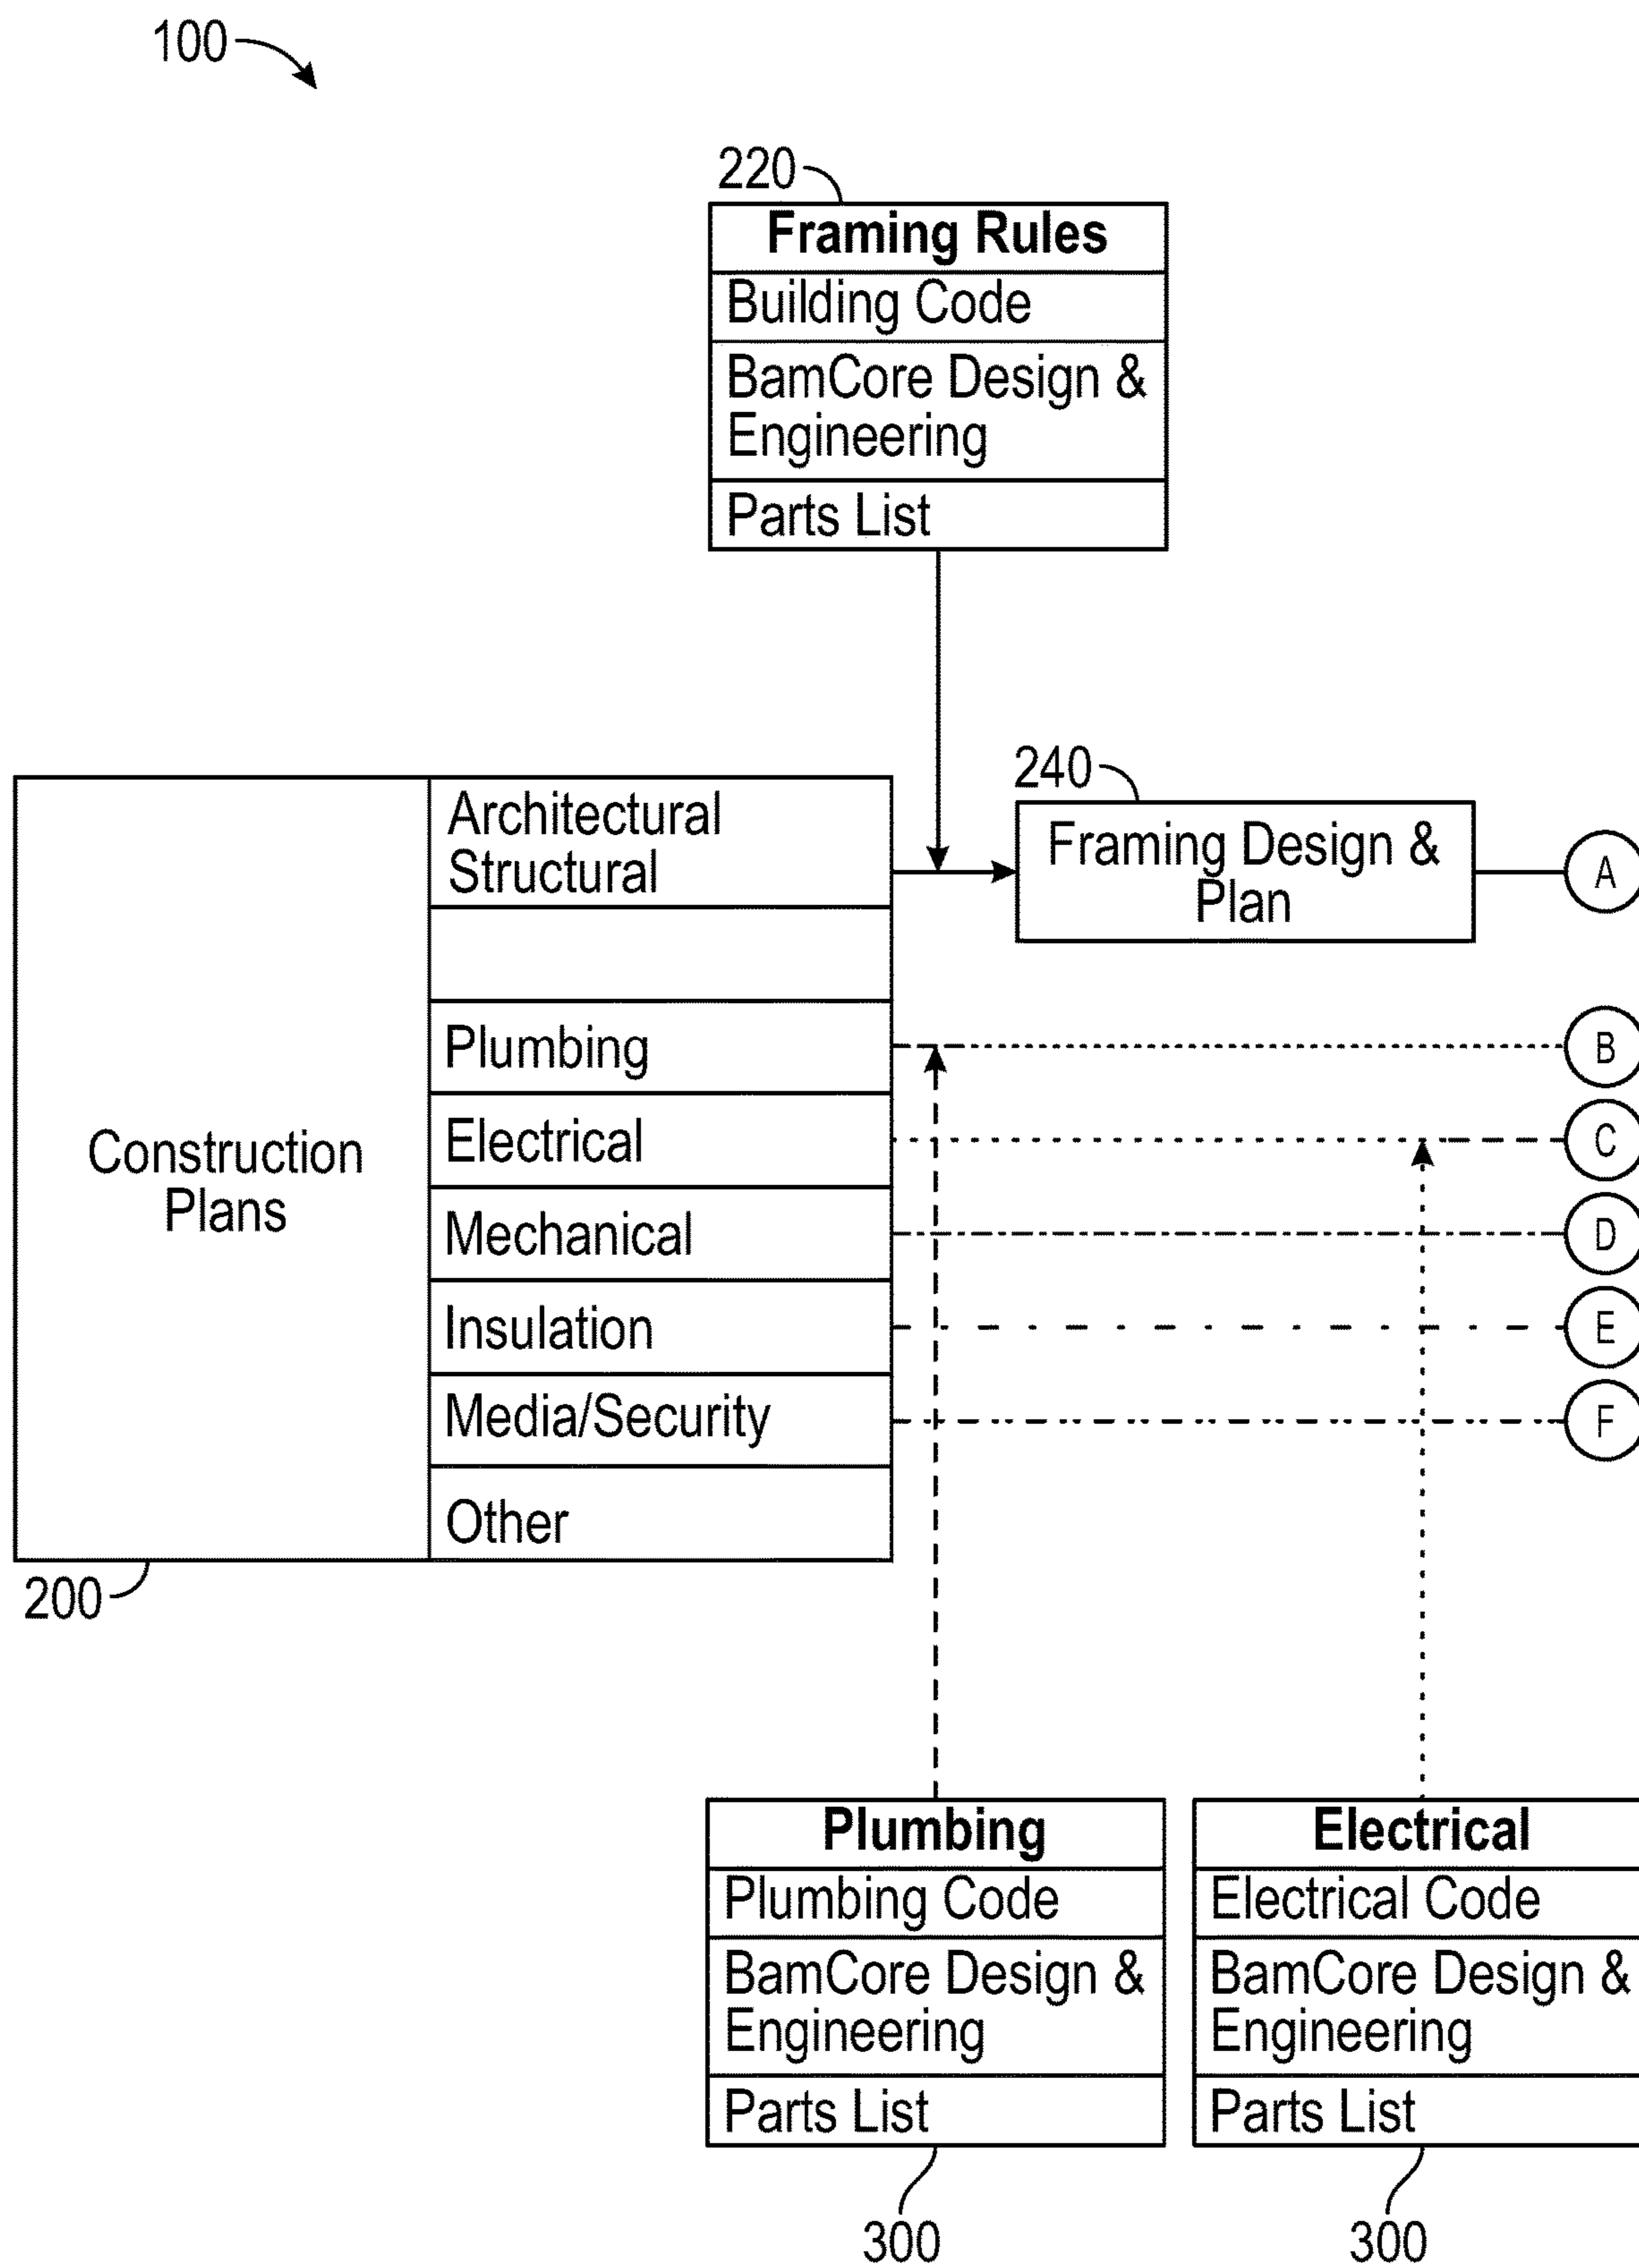 100
220
Framing Rules
Building Code
BamCore Design &
Engineering
Parts List
240
Framing Design &
Plan
A
Construction
Plans
Architectural
Structural
Plumbing
Electrical
Mechanical
Insulation
Media/Security
Other
B
C
D
E
F
200
Plumbing
Plumbing Code
BamCore Design &
Engineering
Parts List
300
Electrical
Electrical Code
BamCore Design &
Engineering
Parts List
300